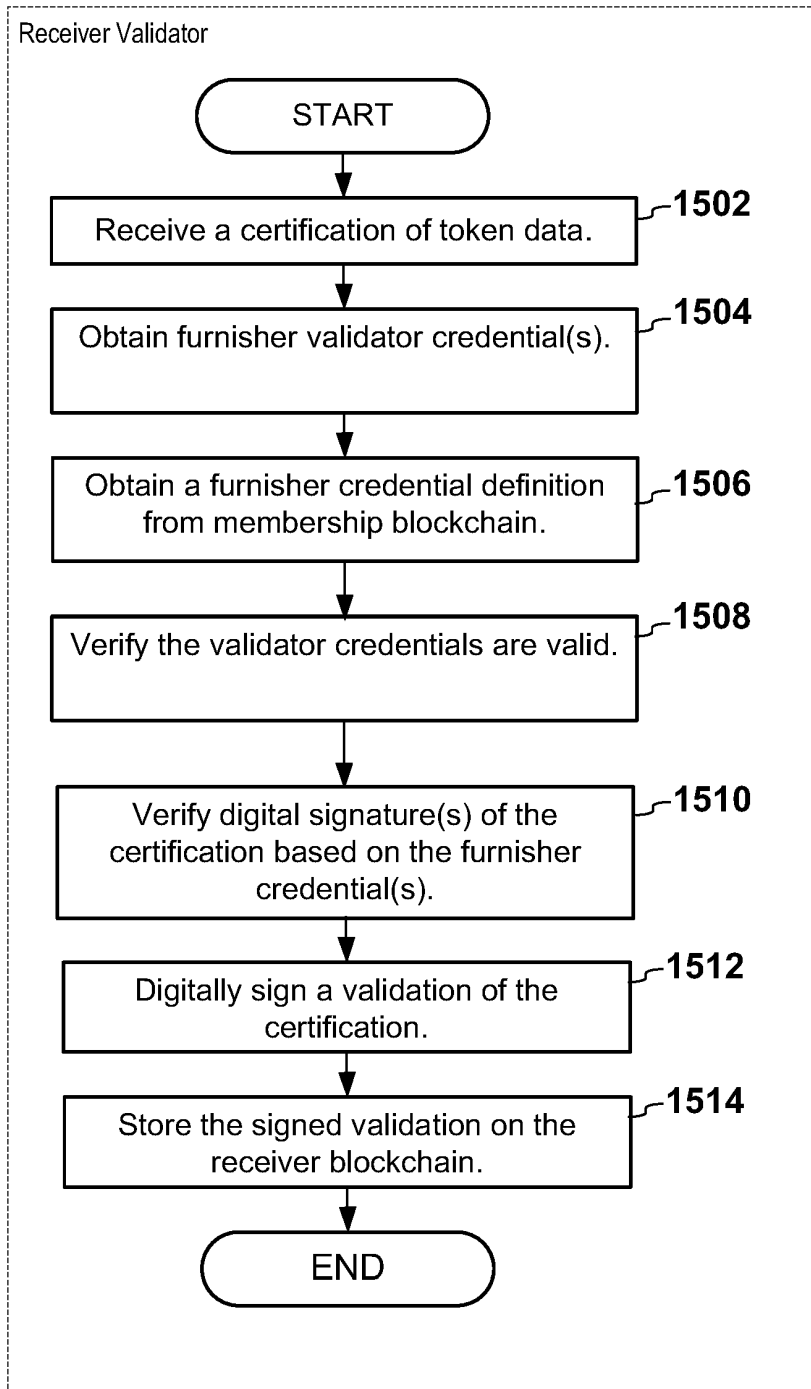 Receiver Validator
START
1502
Receive a certification of token data.
1504
Obtain furnisher validator credential(s).
1506
Obtain a furnisher credential definition
from membership blockchain.
1508
Verify the validator credentials are valid.
1510
Verify digital signature(s) of the
certification based on the furnisher
credential(s).
1512
Digitally sign a validation of the
certification.
1514
Store the signed validation on the
receiver blockchain.
END